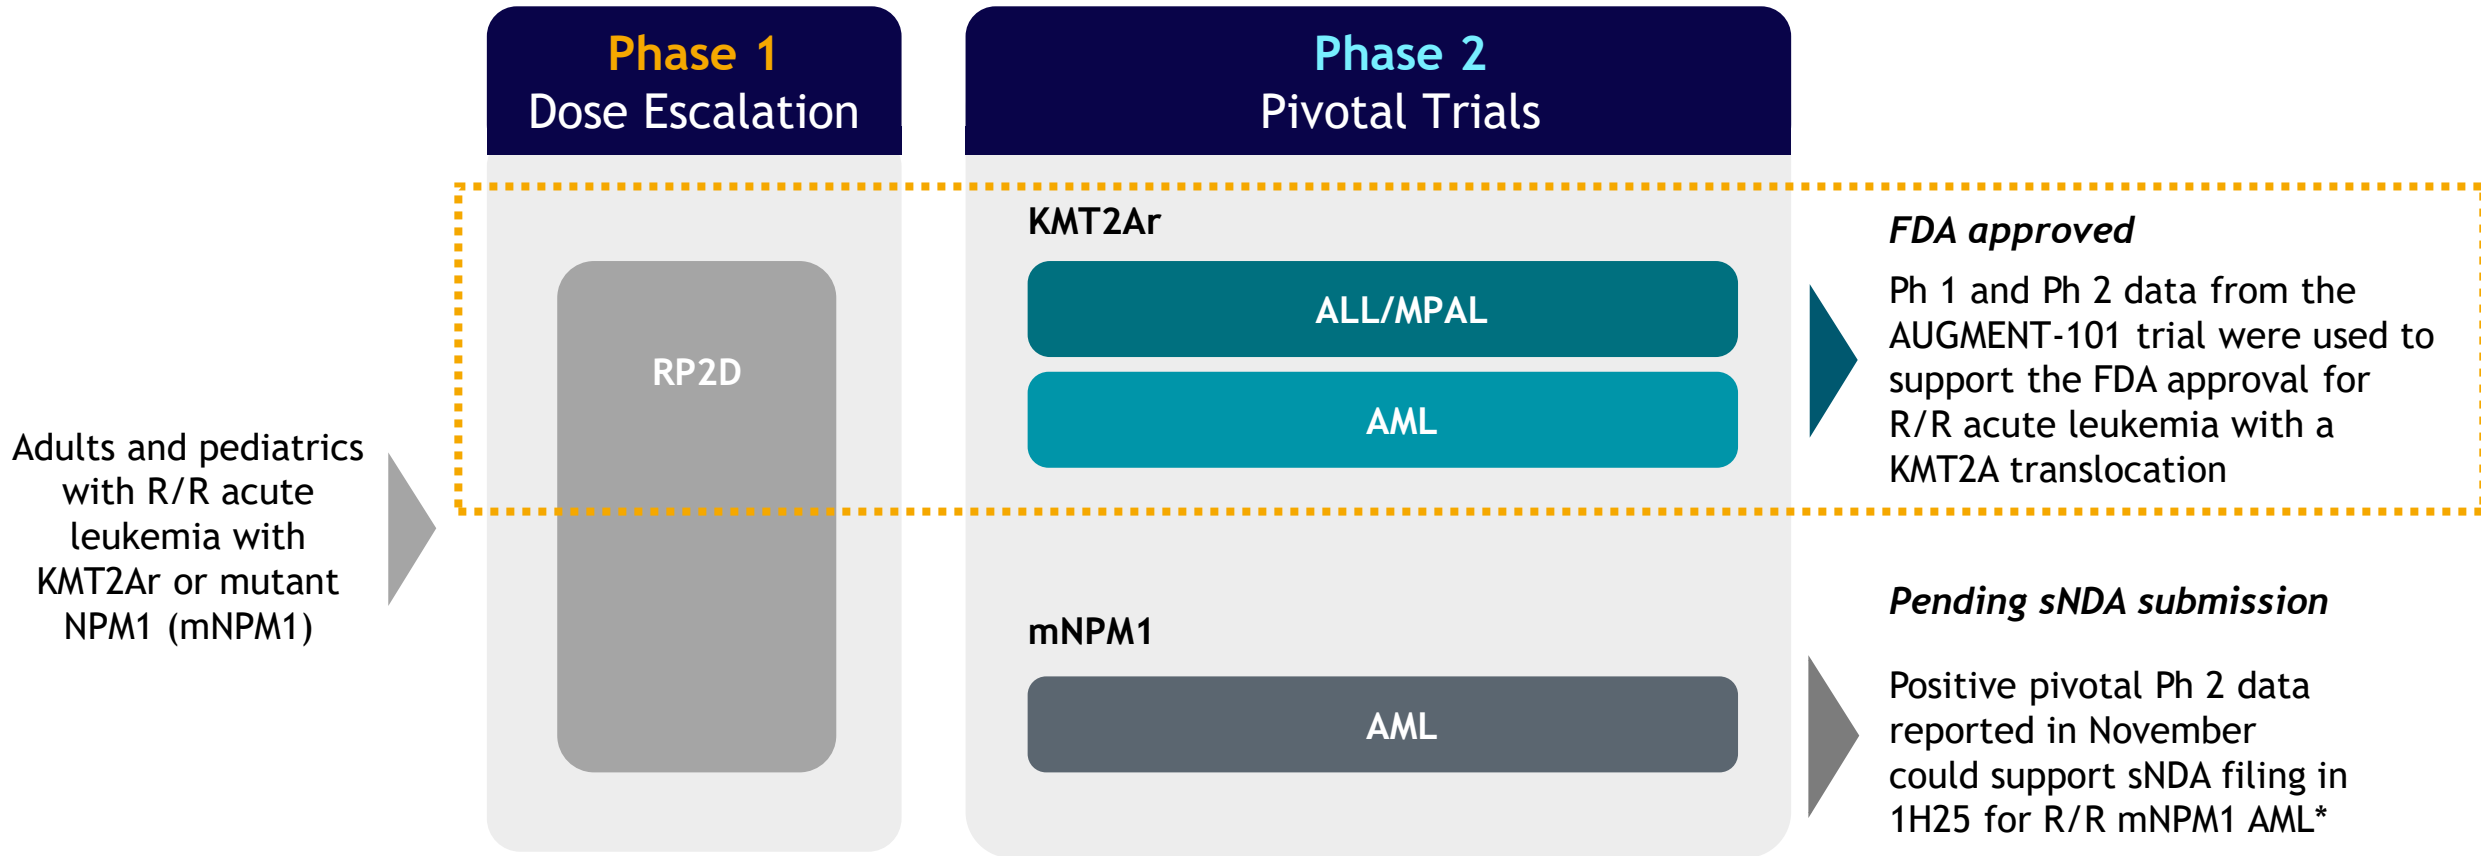 Phase 1
Dose Escalation
Phase 2
Pivotal Trials
Adults and pediatrics
with R/R acute
leukemia with
KMT2Ar or mutant
NPM1 (mNPM1)
RP2D
KMT2Ar
ALL/MPAL
AML
mNPM1
AML
FDA approved
Ph 1 and Ph 2 data from the
AUGMENT-101 trial were used to
support the FDA approval for
R/R acute leukemia with a
KMT2A translocation
Pending sNDA submission
Positive pivotal Ph 2 data
reported in November
could support sNDA filing in
1H25 for R/R mNPM1 AML*